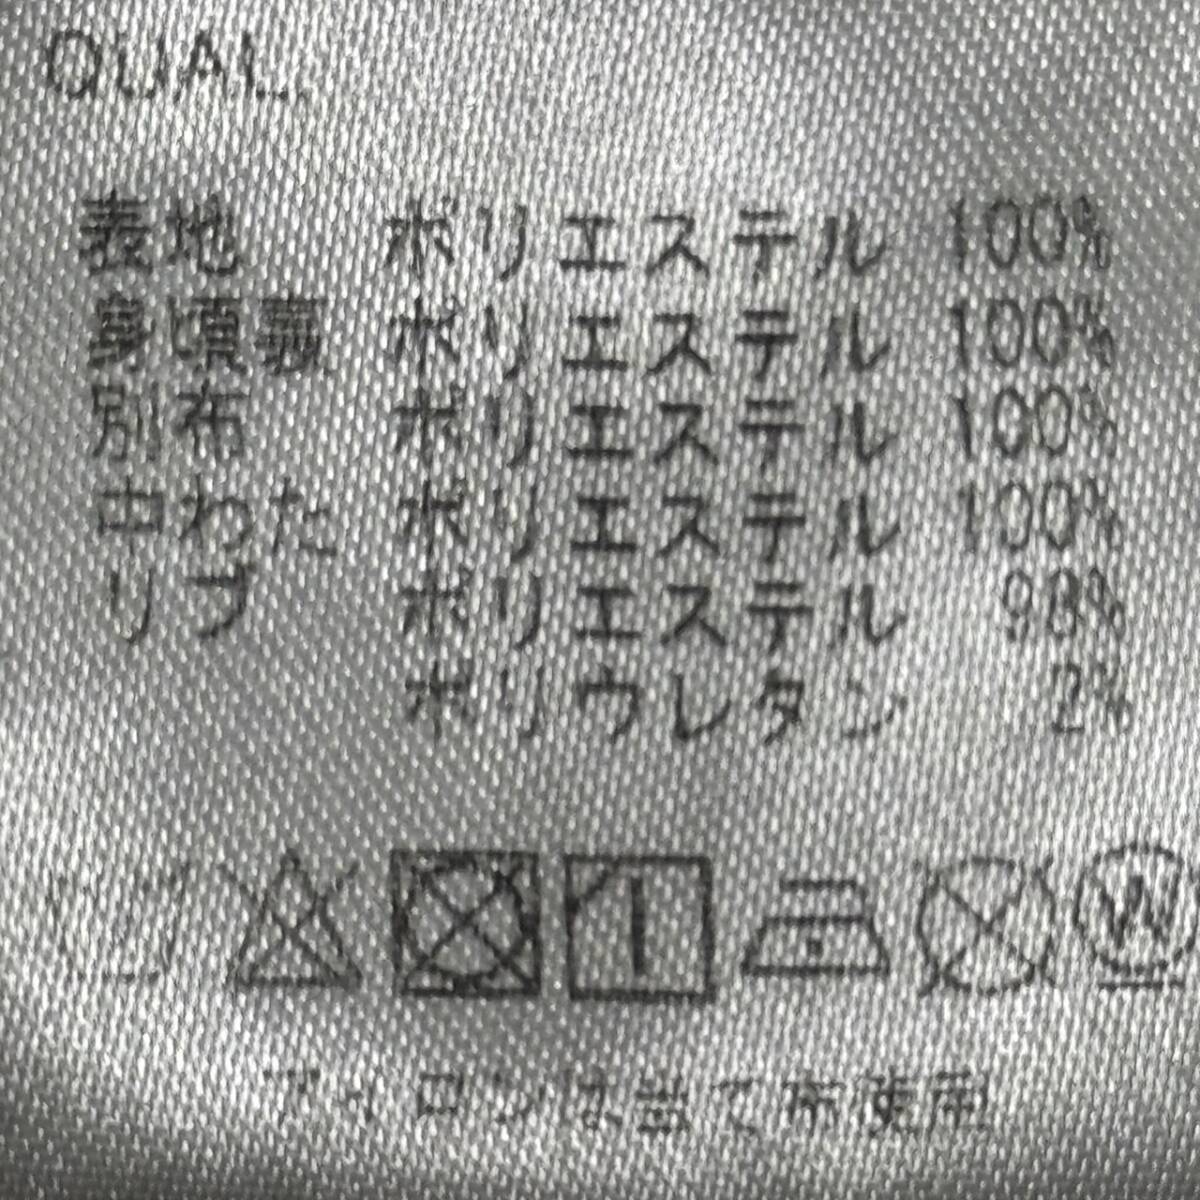 QUAL.
表地 ポリエステル 100%
身頃裏 ポリエステル 100%
別布 ポリエステル 100%
中わた ポリエステル 100%
リブ ポリエステル 98%
ポリウレタン 2%
W
アイロンは当て布使用